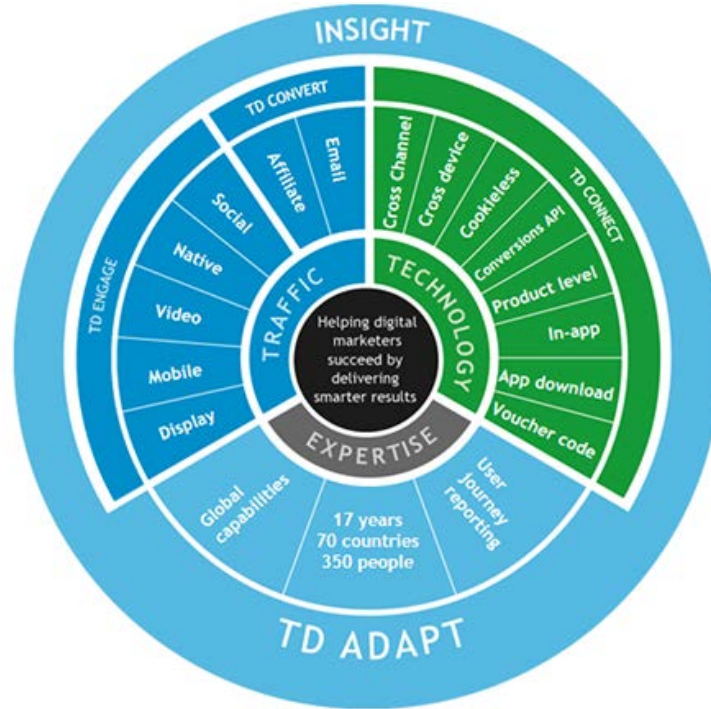 INSIGHT
TD CONVERT
TD ENGAGE
TD CONNECT
Affiliate
Email
Social
Native
Video
Mobile
Display
Cross Channel
Cross device
Cookieless
Conversions API
Product level
In-app
App download
Voucher code
TRAFFIC
TECHNOLOGY
EXPERTISE
Helping digital
marketers
succeed by
delivering
smarter results
Global
capabilities
17 years
70 countries
350 people
User
journey
reporting
TD ADAPT